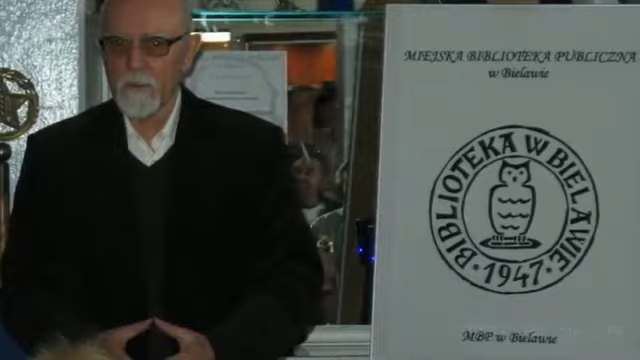 MIEJSKA BIBLIOTEKA PUBLICZNA
w Bielawie
BIBLIOTEKA W BIELAWIE
1947
MBP w Bielawie